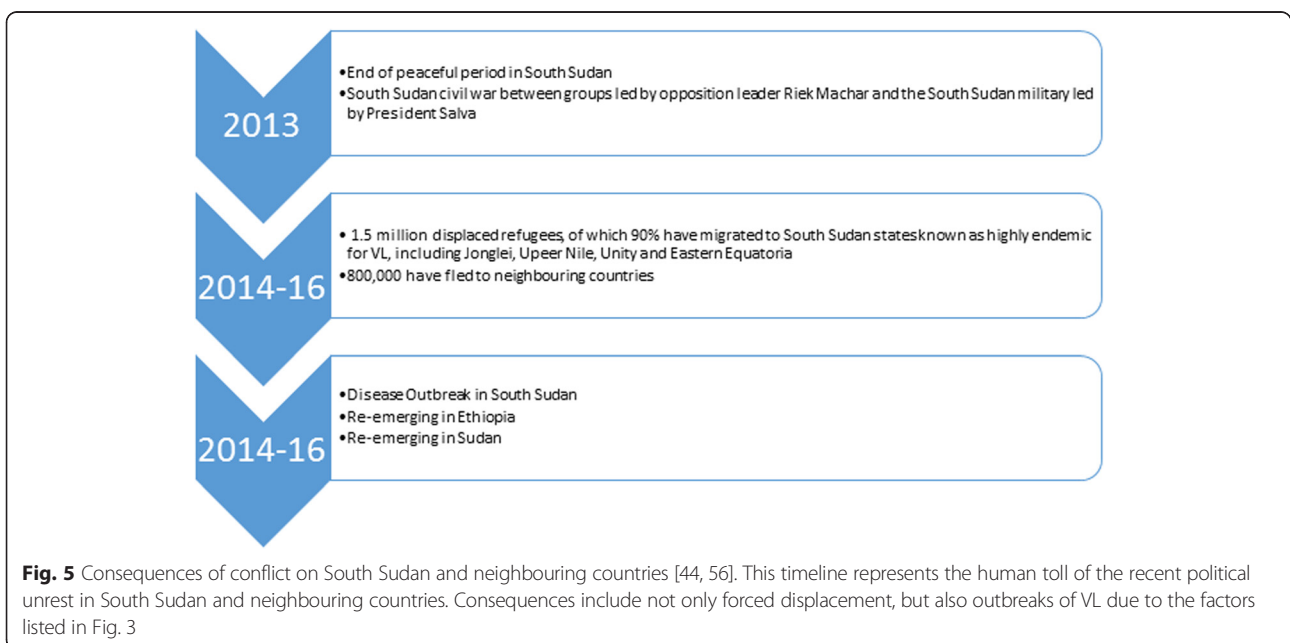 2013
•End of peaceful period in South Sudan
•South Sudan civil war between groups led by opposition leader Riek Machar and the South Sudan military led
by President Salva
2014-16
• 1.5 million displaced refugees, of which 90% have migrated to South Sudan states known as highly endemic
for VL, including Jonglei, Upeer Nile, Unity and Eastern Equatoria
•800,000 have fled to neighbouring countries
2014-16
•Disease Outbreak in South Sudan
•Re-emerging in Ethiopia
•Re-emerging in Sudan
Fig. 5 Consequences of conflict on South Sudan and neighbouring countries [44, 56]. This timeline represents the human toll of the recent political
unrest in South Sudan and neighbouring countries. Consequences include not only forced displacement, but also outbreaks of VL due to the factors
listed in Fig. 3